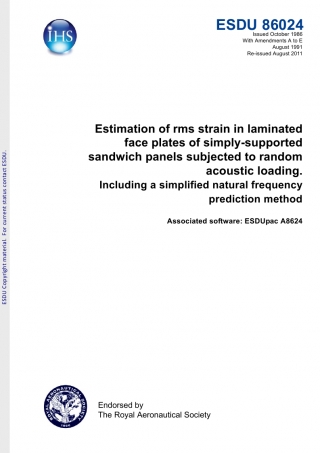 IHS
ESDU 86024
Issued October 1986
With Amendments A to E
August 1991
Re-issued August 2011
Estimation of rms strain in laminated
face plates of simply-supported
sandwich panels subjected to random
acoustic loading.
Including a simplified natural frequency
prediction method
Associated software: ESDUpac A8624
ESDU Copyright material. For current status contact ESDU.
Endorsed by
The Royal Aeronautical Society